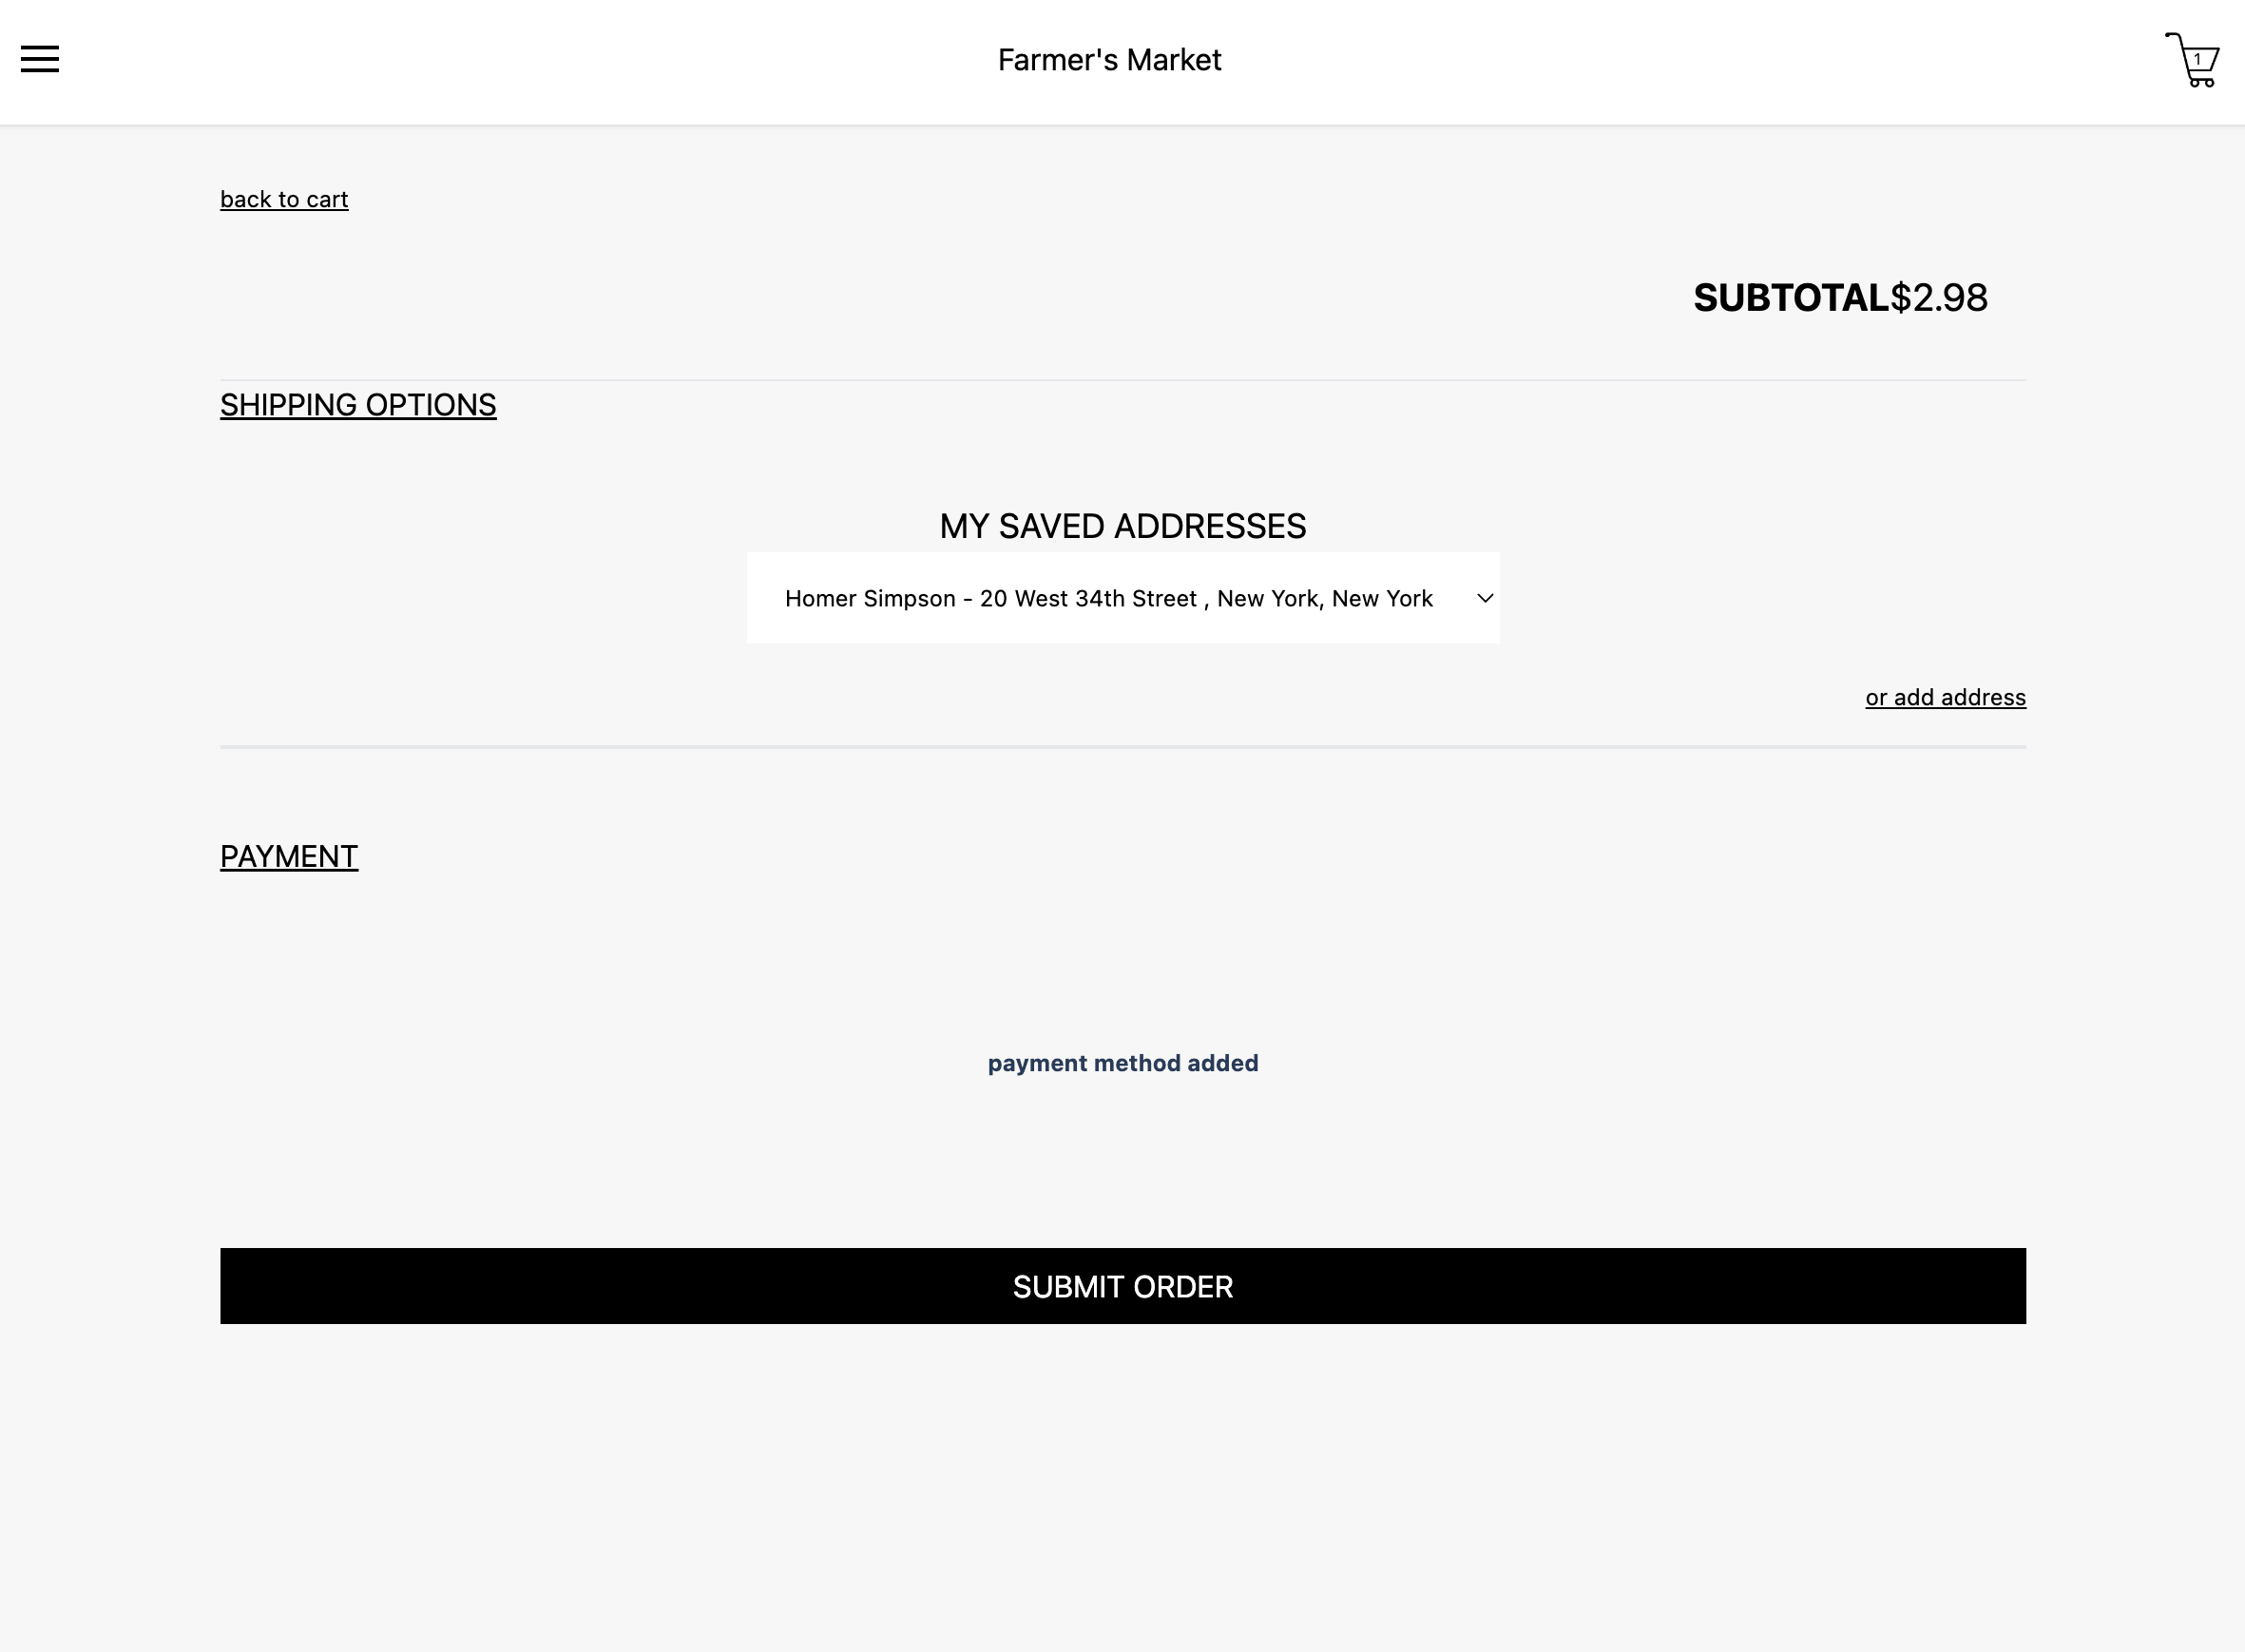 Farmer's Market
1
back to cart
SUBTOTAL$2.98
SHIPPING OPTIONS
MY SAVED ADDRESSES
Homer Simpson - 20 West 34th Street , New York, New York
or add address
PAYMENT
payment method added
SUBMIT ORDER